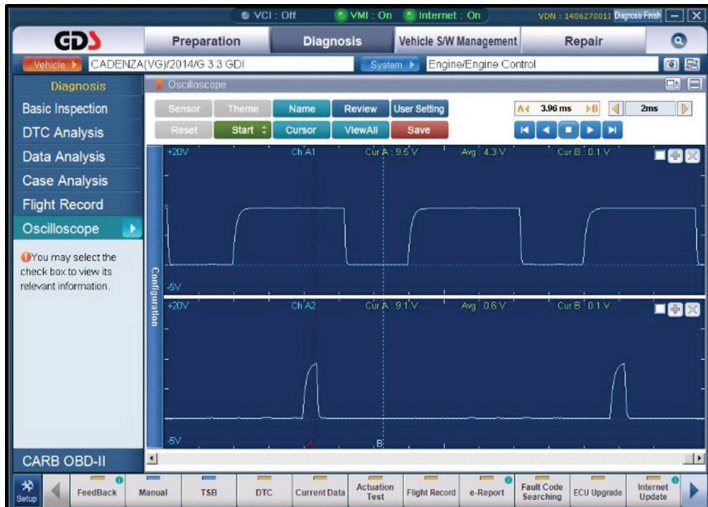 VCI : Off
VMI : On
Internet : On
VDN : 1406270011
Diagnosis Finish
GDS
Preparation
Diagnosis
Vehicle S/W Management
Repair
Vehicle
CADENZA(VG)/2014/G 3.3 GDI
System
Engine/Engine Control
Diagnosis
Basic Inspection
DTC Analysis
Data Analysis
Case Analysis
Flight Record
Oscilloscope
You may select the
check box to view its
relevant information.
CARB OBD-II
Oscilloscope
Sensor Theme Name Review User Setting
A 3.96 ms B 2ms
Reset Start Cursor ViewAll Save
Configuration
+20V Ch A1 Cur A : 9.5 V Avg : 4.3 V Cur B : 0.1 V
-5V
+20V Ch A2 Cur A : 9.1 V Avg : 0.6 V Cur B : 0.1 V
-5V
A B
Setup
FeedBack
Manual
TSB
DTC
Current Data
Actuation
Test
Flight Record
e-Report
Fault Code
Searching
ECU Upgrade
Internet
Update